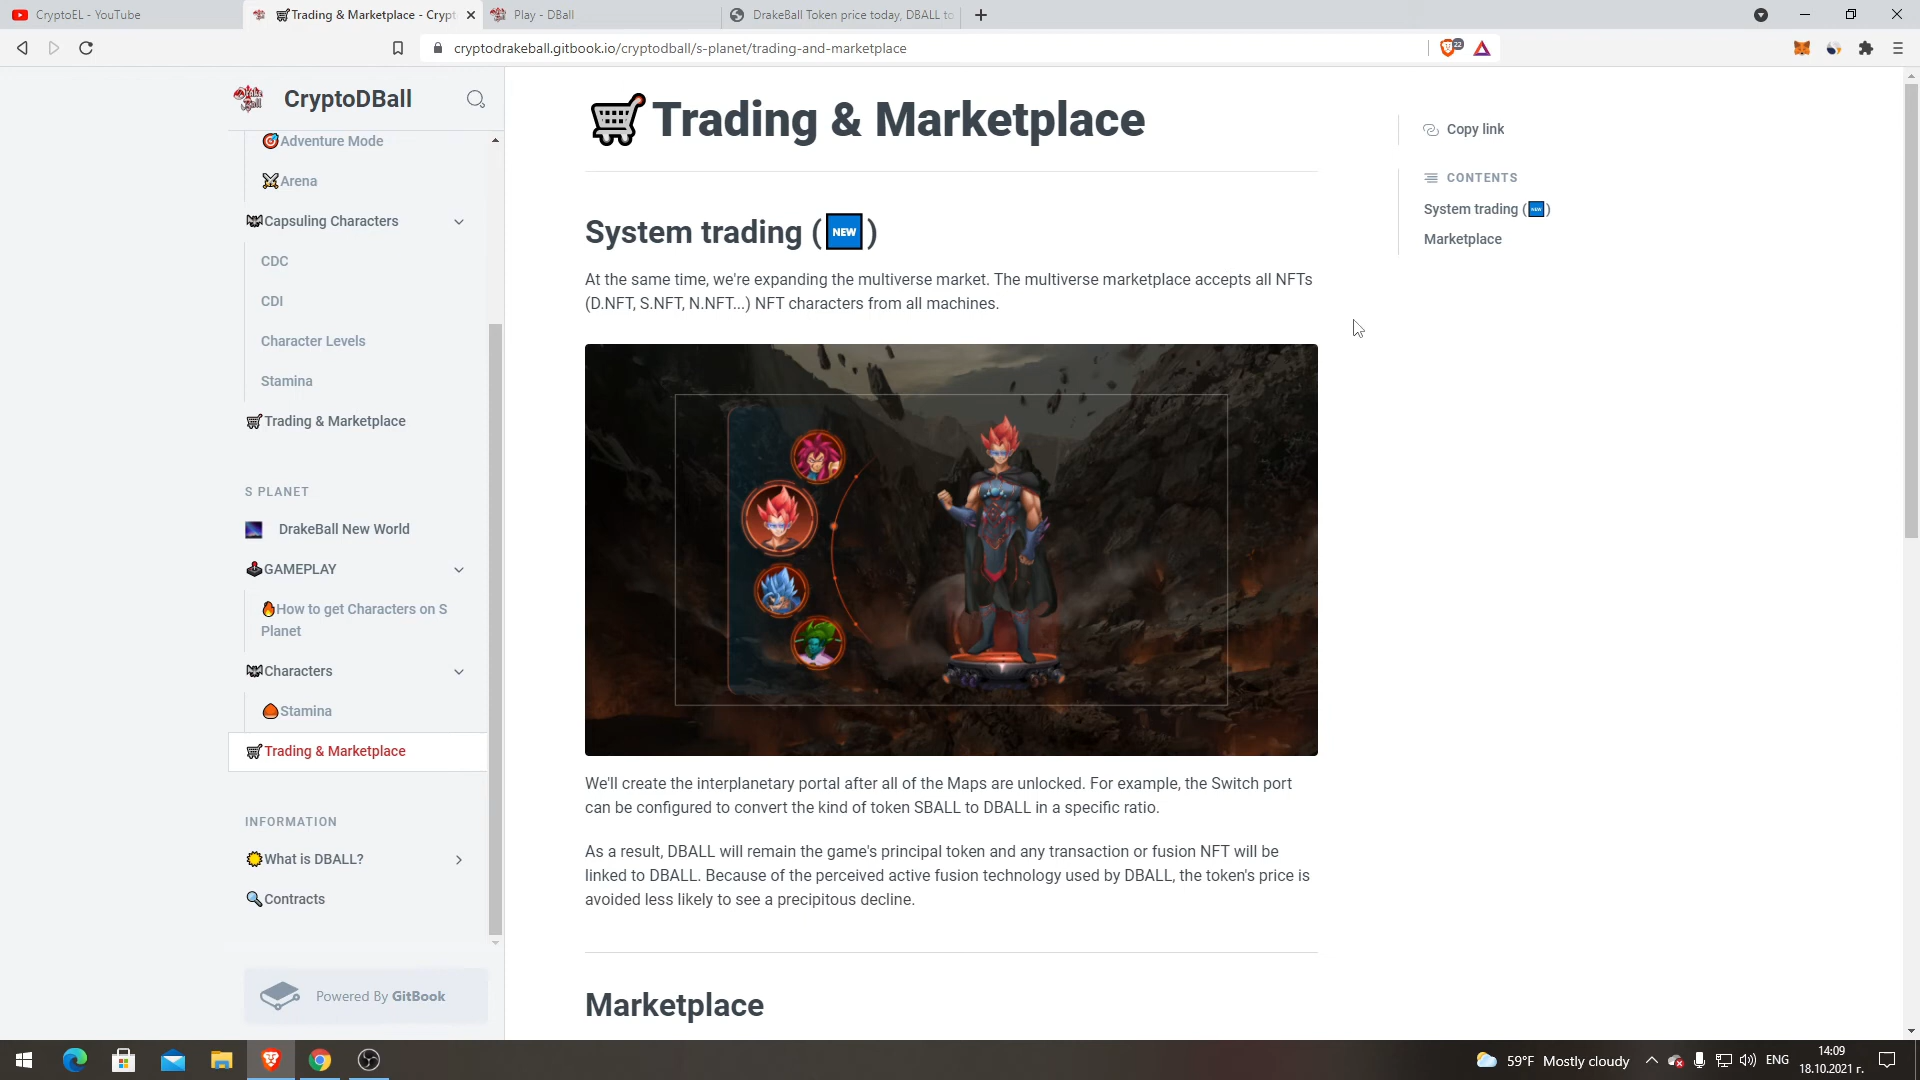 CryptoEL - YouTube
Trading & Marketplace - Crypt
Play - DBall
DrakeBall Token price today, DBALL to
cryptodrakeball.gitbook.io/cryptodball/s-planet/trading-and-marketplace
22
CryptoDBall
Adventure Mode
Arena
Capsuling Characters
CDC
CDI
Character Levels
Stamina
Trading & Marketplace
S PLANET
DrakeBall New World
GAMEPLAY
How to get Characters on S
Planet
Characters
Stamina
Trading & Marketplace
INFORMATION
What is DBALL?
Contracts
Powered By GitBook
Trading & Marketplace
System trading ( NEW )
At the same time, we're expanding the multiverse market. The multiverse marketplace accepts all NFTs
(D.NFT, S.NFT, N.NFT...) NFT characters from all machines.
We'll create the interplanetary portal after all of the Maps are unlocked. For example, the Switch port
can be configured to convert the kind of token SBALL to DBALL in a specific ratio.
As a result, DBALL will remain the game's principal token and any transaction or fusion NFT will be
linked to DBALL. Because of the perceived active fusion technology used by DBALL, the token's price is
avoided less likely to see a precipitous decline.
Marketplace
Copy link
CONTENTS
System trading (NEW)
Marketplace
59°F Mostly cloudy
ENG
14:09
18.10.2021 г.